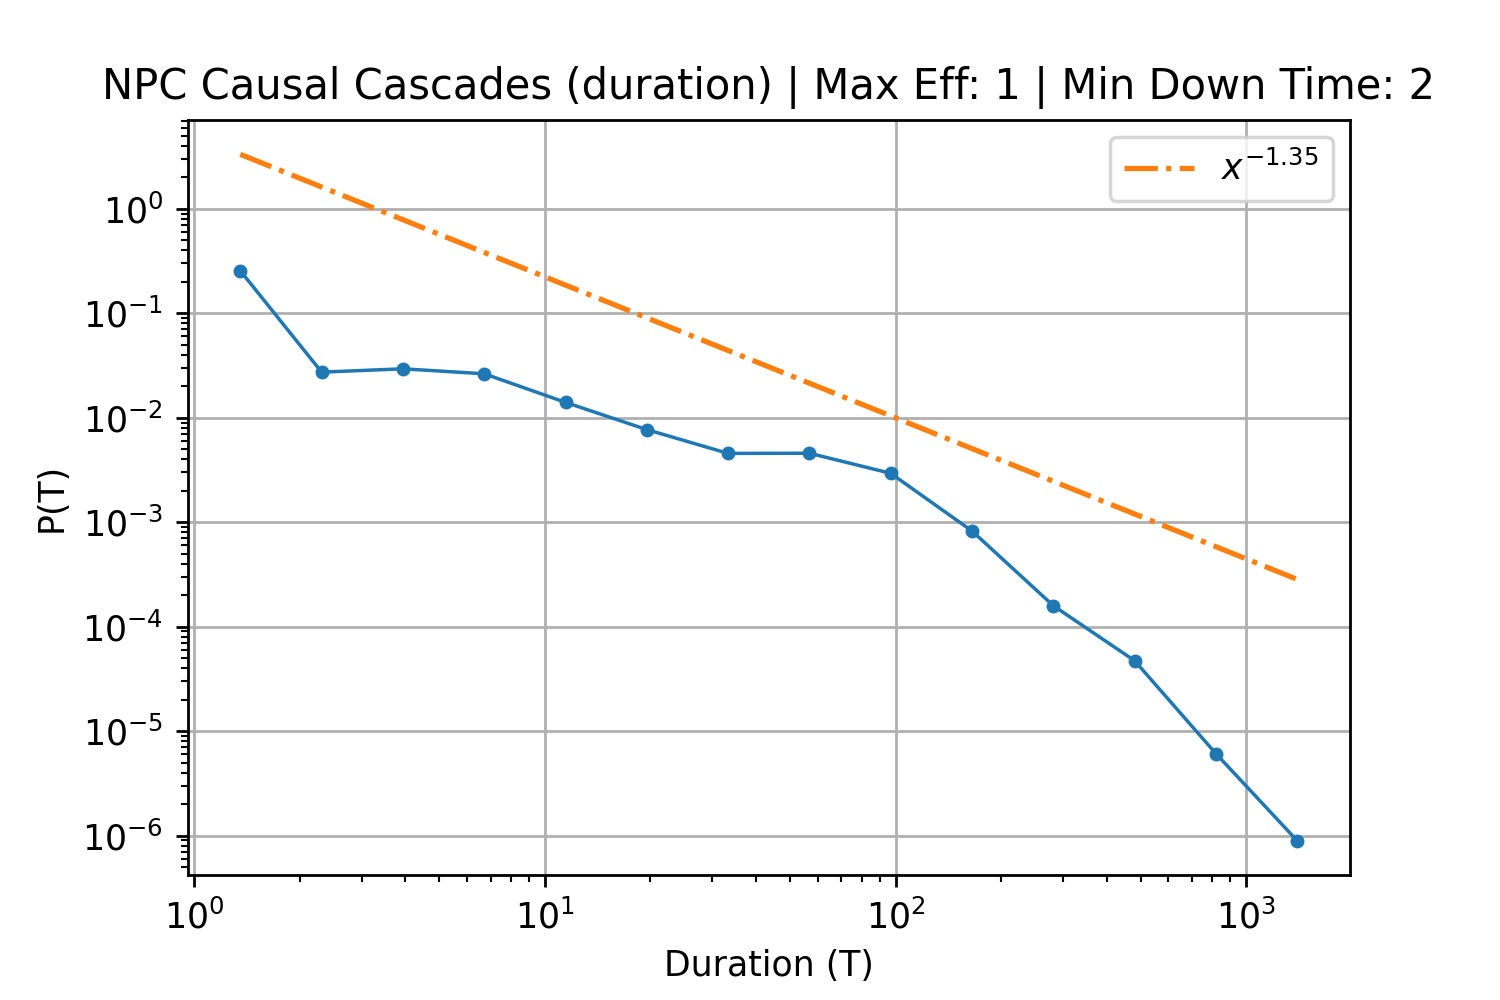 NPC Causal Cascades (duration) | Max Eff: 1 | Min Down Time: 2
x^{-1.35}
10^0
10^{-1}
10^{-2}
10^{-3}
10^{-4}
10^{-5}
10^{-6}
P(T)
10^0 10^1 10^2 10^3
Duration (T)